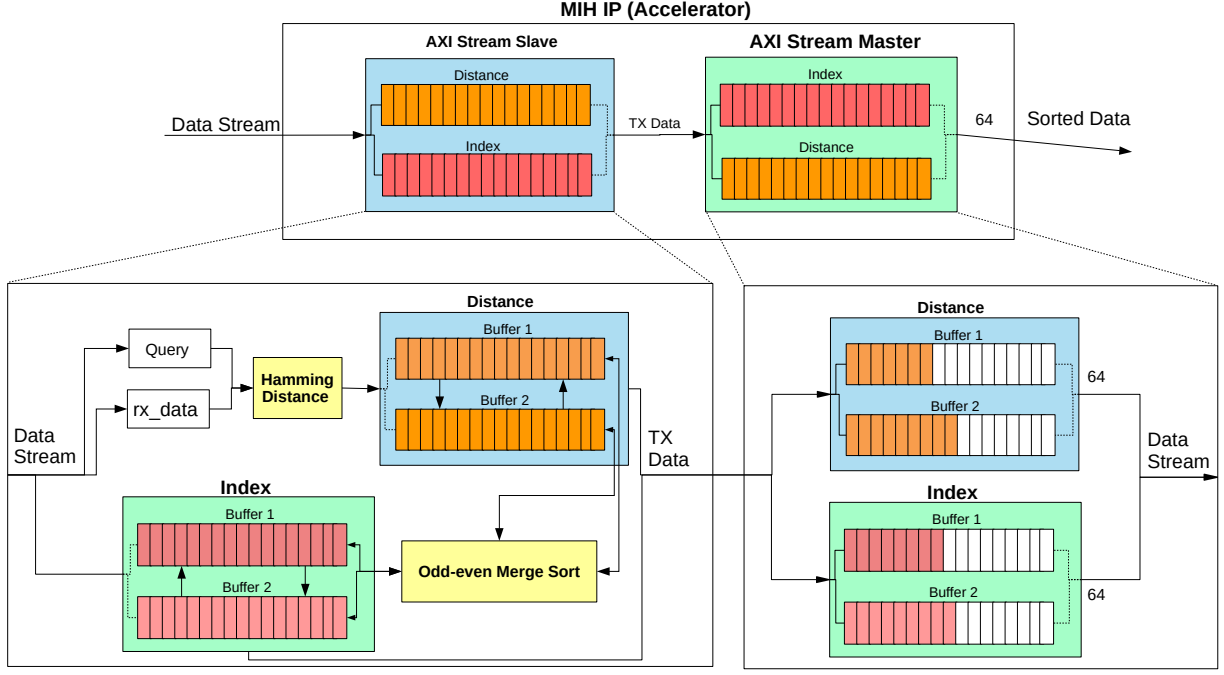 MIH IP (Accelerator)
AXI Stream Slave
AXI Stream Master
Distance
Index
Data Stream
TX Data
64
Sorted Data
Index
Distance
Distance
Buffer 1
Query
Hamming
Distance
rx_data
Buffer 2
Data
Stream
TX
Data
Index
Buffer 1
Odd-even Merge Sort
Buffer 2
Distance
Buffer 1
64
Buffer 2
Data
Stream
Index
Buffer 1
Buffer 2
64